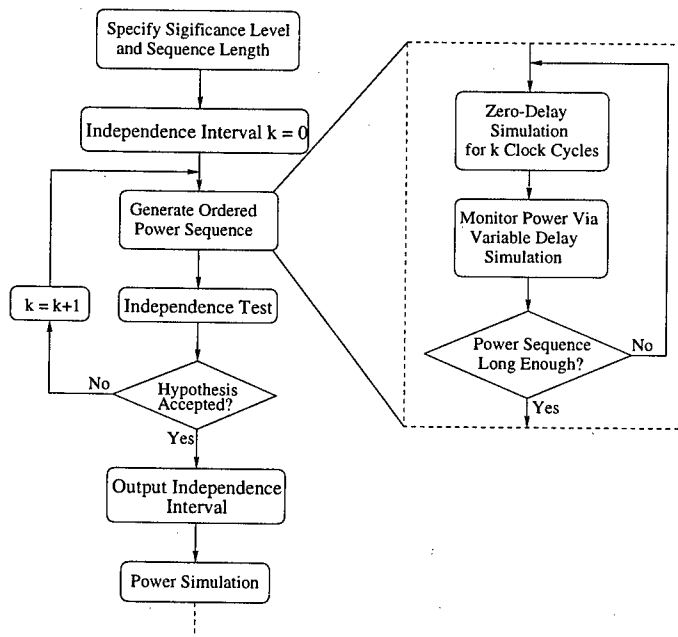 Specify Sigificance Level
and Sequence Length
Independence Interval k = 0
Generate Ordered
Power Sequence
k = k+1
Independence Test
No
Hypothesis
Accepted?
Yes
Output Independence
Interval
Power Simulation
Zero-Delay
Simulation
for k Clock Cycles
Monitor Power Via
Variable Delay
Simulation
Power Sequence
Long Enough?
No
Yes